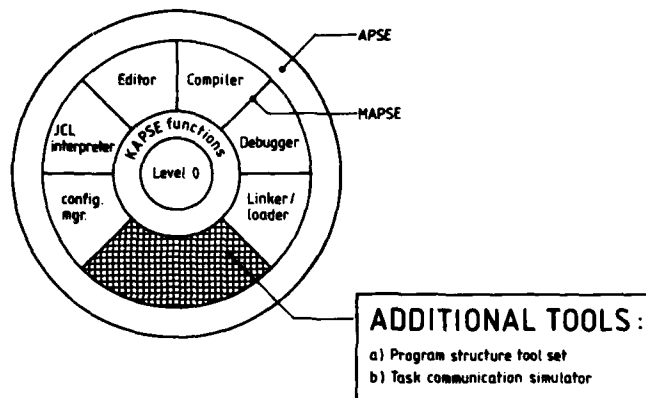 APSE
Editor
Compiler
MAPSE
JCL
interpreter
KAPSE functions
Debugger
Level 0
config.
mgr.
Linker/
loader
ADDITIONAL TOOLS:
a) Program structure tool set
b) Task communication simulator